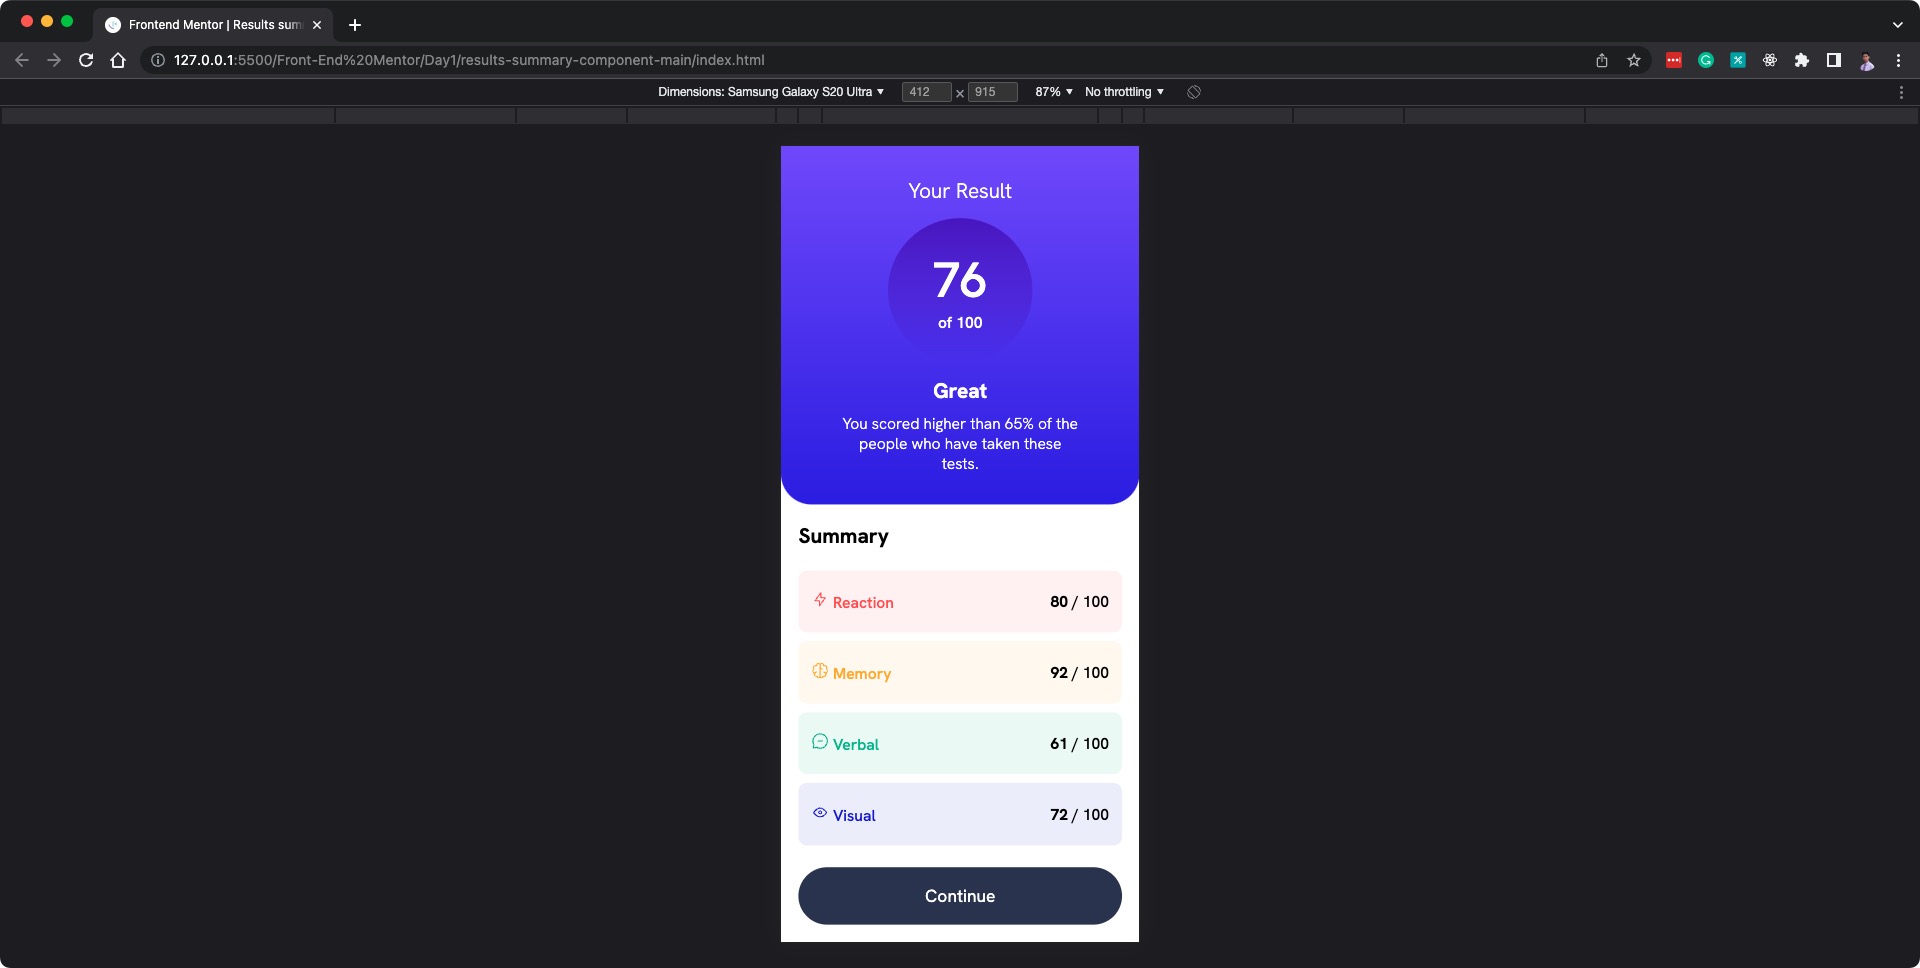 Frontend Mentor | Results sum
127.0.0.1:5500/Front-End%20Mentor/Day1/results-summary-component-main/index.html
Dimensions: Samsung Galaxy S20 Ultra ▼ 412 × 915 87% ▼ No throttling ▼
Your Result
76
of 100
Great
You scored higher than 65% of the
people who have taken these
tests.
Summary
Reaction 80 / 100
Memory 92 / 100
Verbal 61 / 100
Visual 72 / 100
Continue